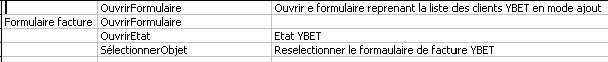 OuvrirFormulaire Ouvrir e formulaire reprenant la liste des clients YBET en mode ajout
Formulaire facture OuvrirFormulaire
OuvrirEtat Etat YBET
SélectionnerObjet Reselectionner le formaulaire de facture YBET